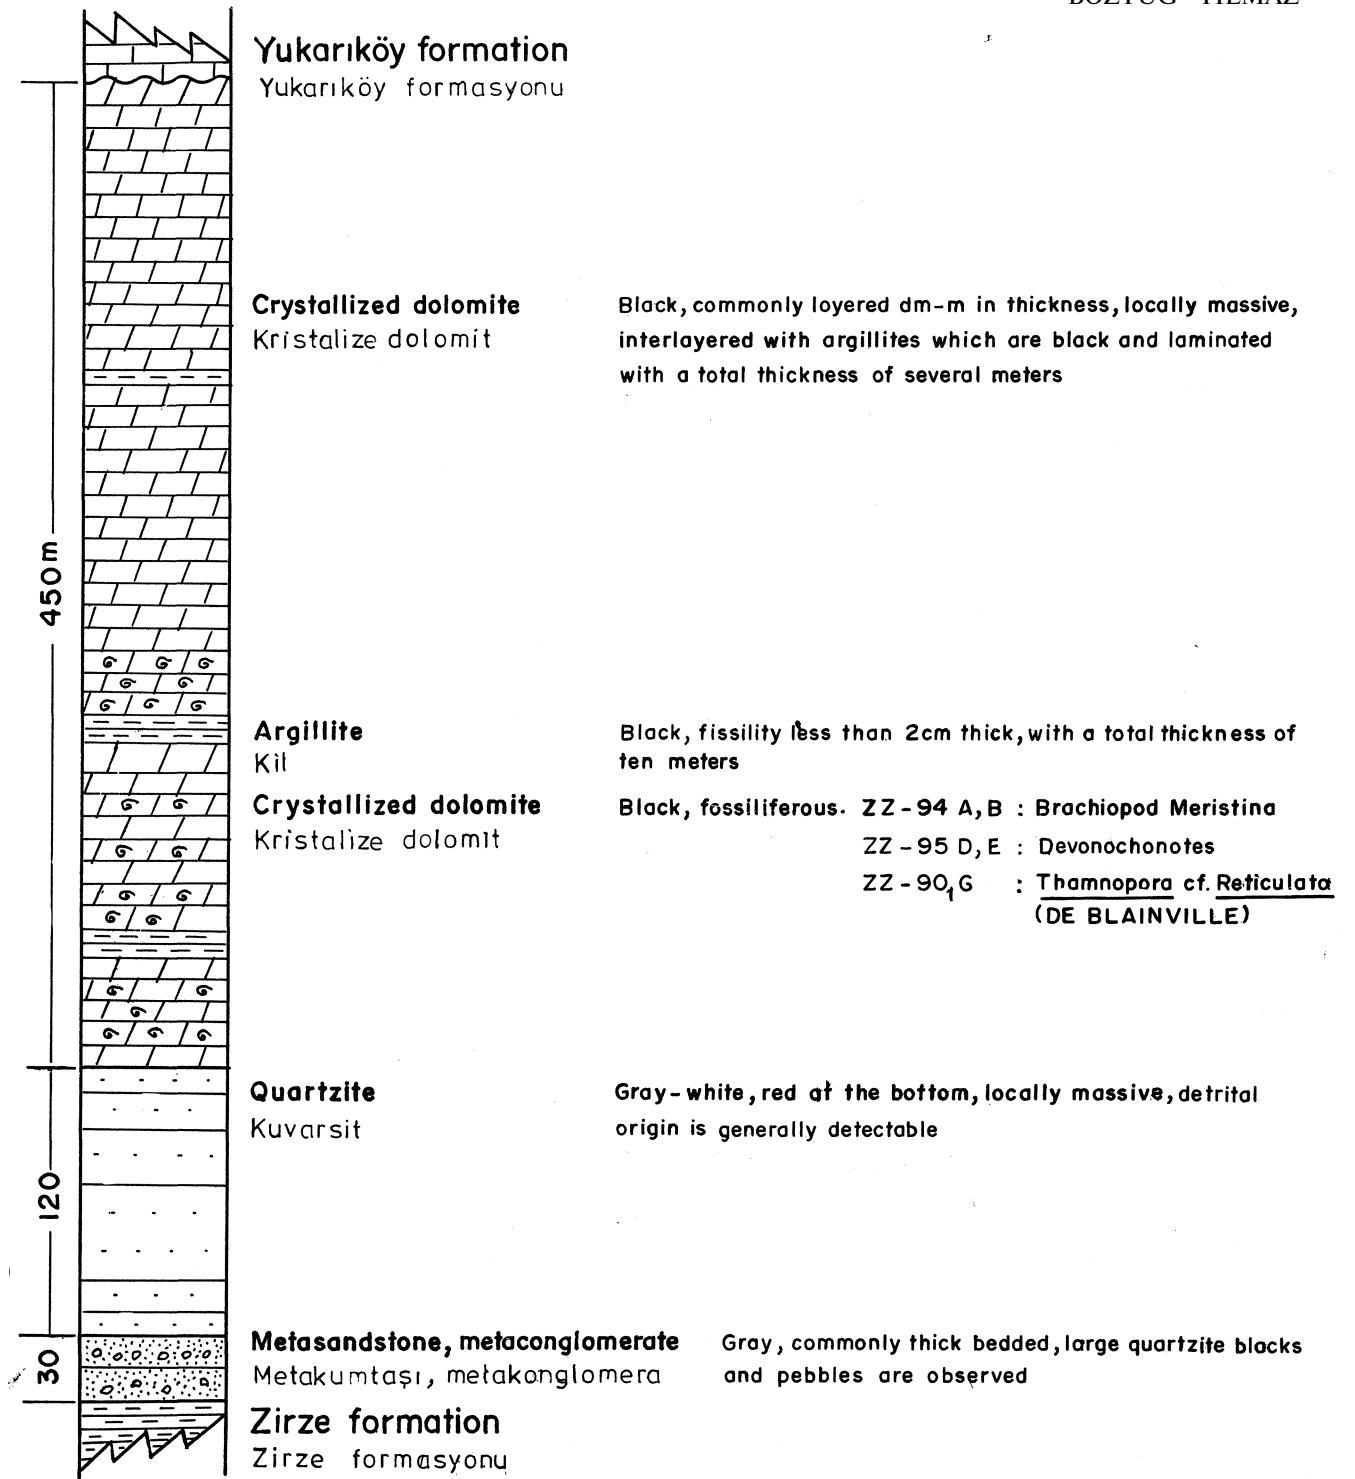 Yukarıköy formation
Yukarıköy formasyonu
Crystallized dolomite
Kristalize dolomit
Black, commonly loyered dm-m in thickness, locally massive,
interlayered with argillites which are black and laminated
with a total thickness of several meters
450m
Argillite
Kil
Black, fissility less than 2cm thick, with a total thickness of
ten meters
Crystallized dolomite
Kristalize dolomit
Black, fossiliferous. ZZ-94 A, B : Brachiopod Meristina
ZZ-95 D, E : Devonochonotes
ZZ-90,G : Thamnopora cf. Reticulata
(DE BLAINVILLE)
Quartzite
Kuvarsit
Gray-white, red at the bottom, locally massive, detrital
origin is generally detectable
120
Metasandstone, metaconglomerate
Metakumtaşı, metakonglomera
Gray, commonly thick bedded, large quartzite blacks
and pebbles are observed
30
Zirze formation
Zirze formasyonu